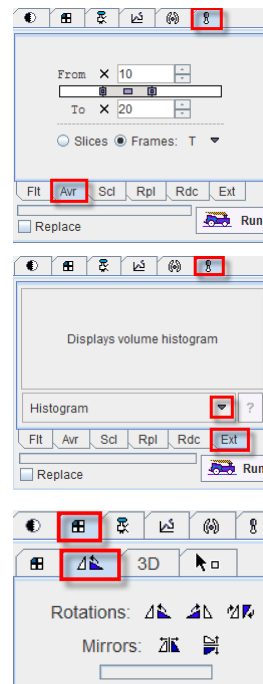 From 10
To 20
Slices Frames: T
Flt Avr Scl Rpl Rdc Ext
Replace Run
Displays volume histogram
Histogram ?
Flt Avr Scl Rpl Rdc Ext
Replace Run
3D
Rotations:
Mirrors: